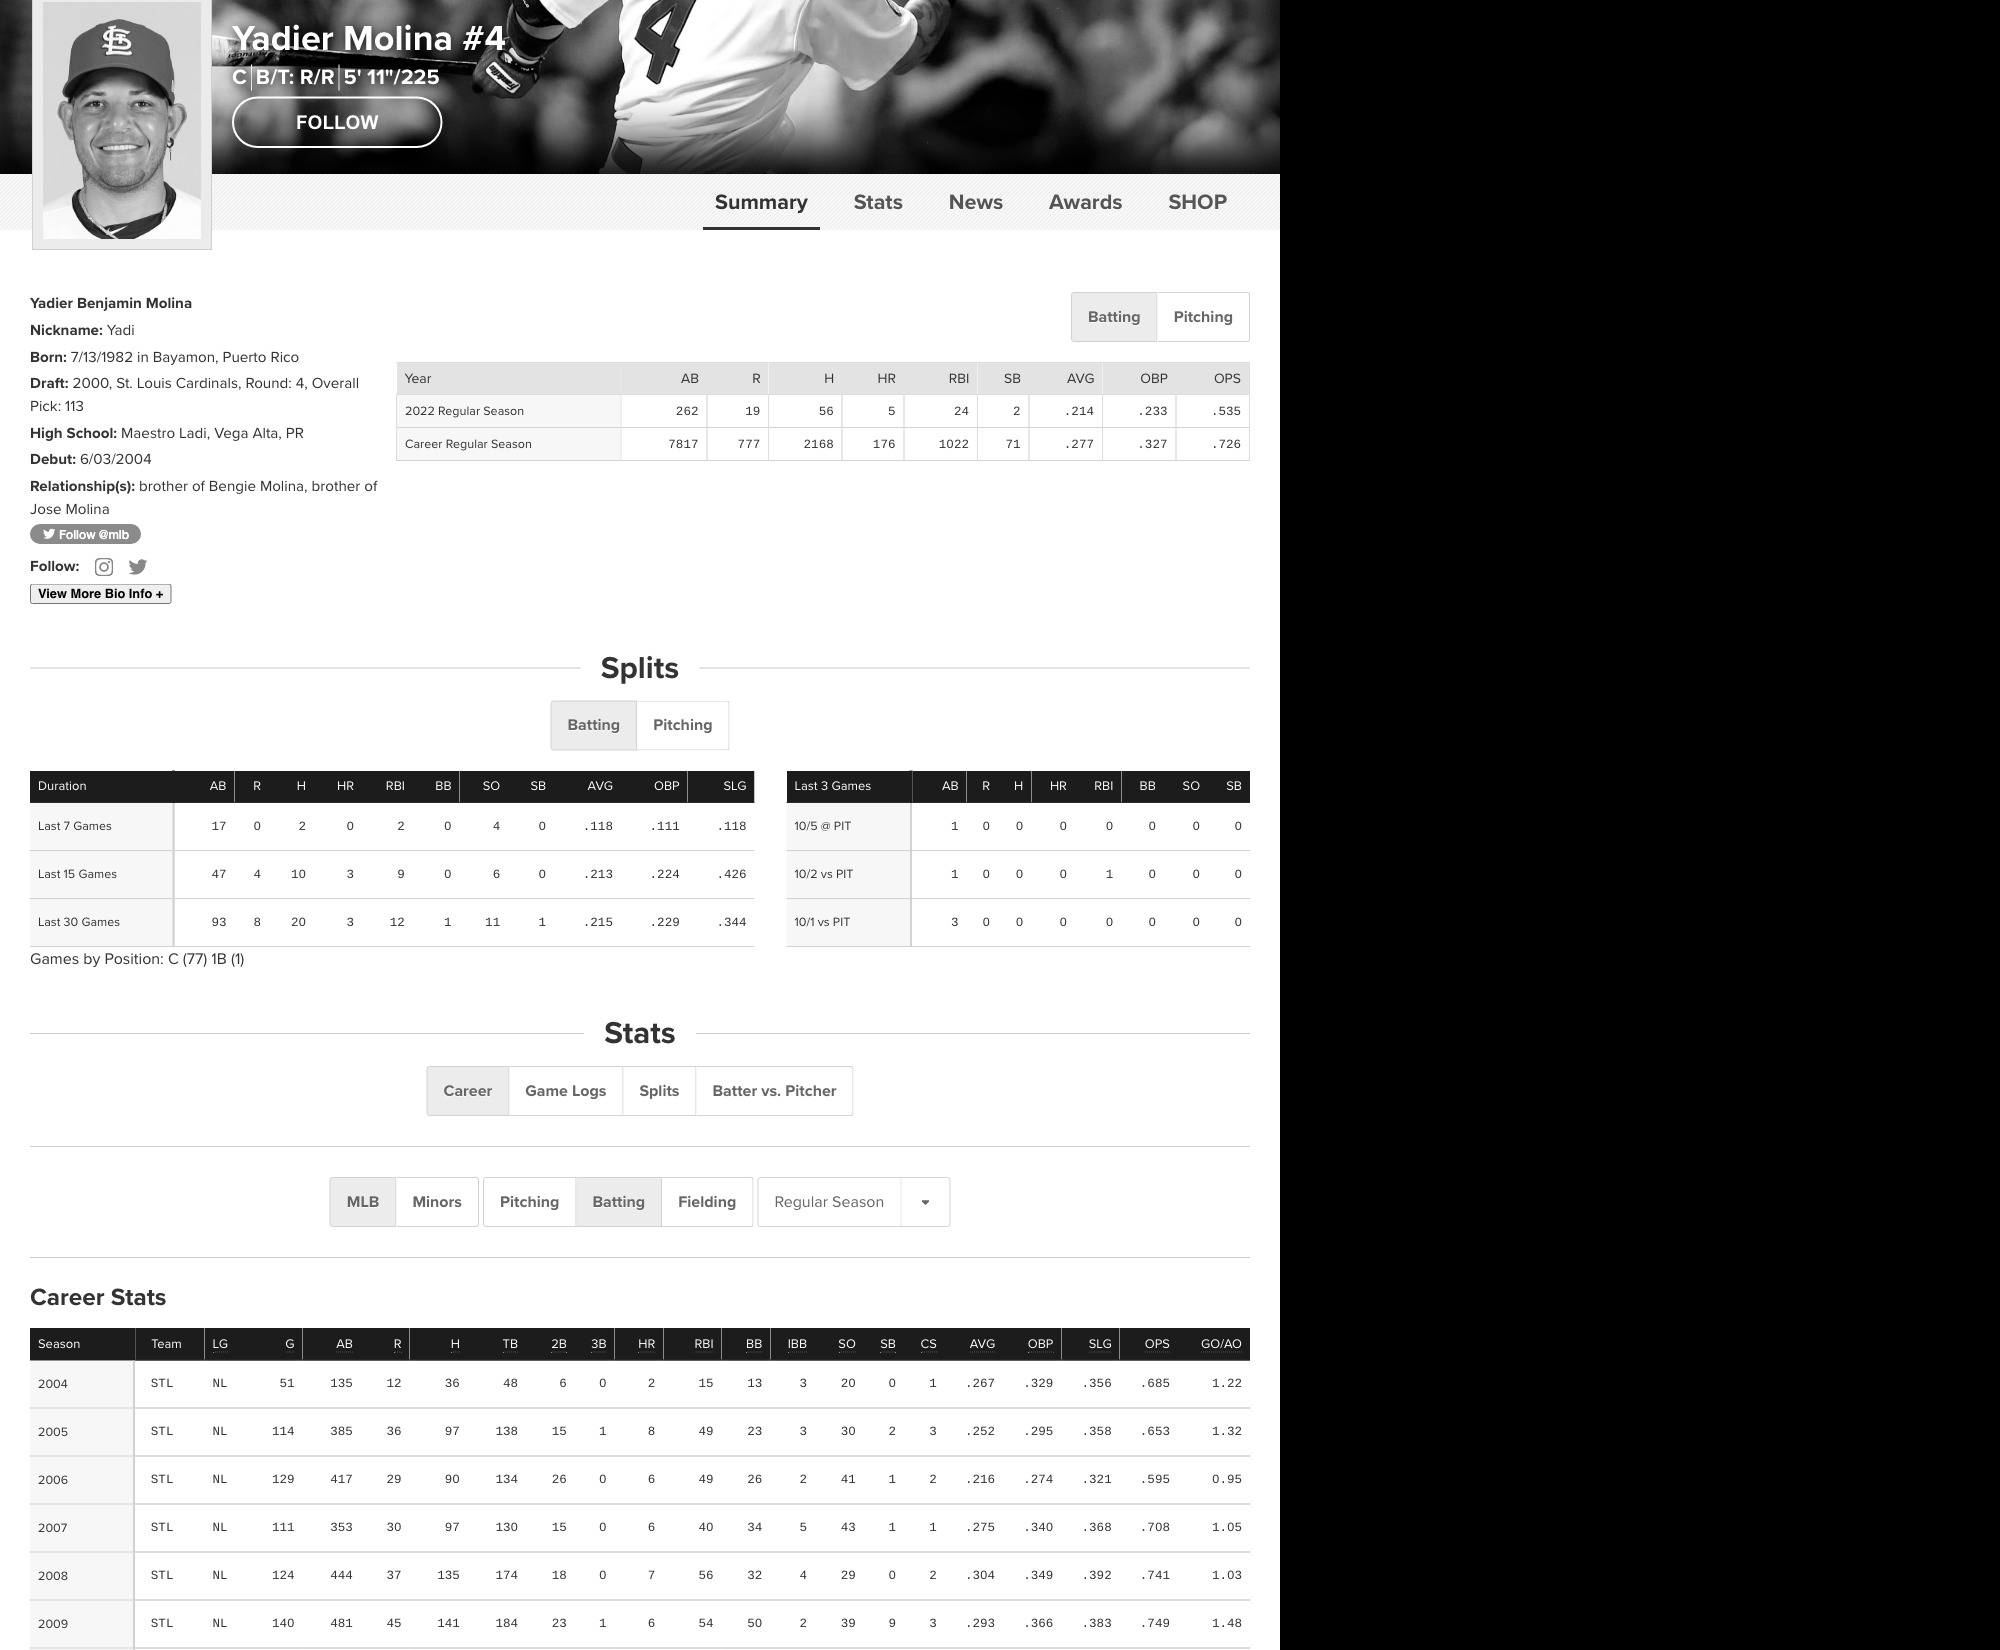 Yadier Molina #4
C B/T: R/R 5' 11"/225
FOLLOW
4
Summary Stats News Awards SHOP
Yadier Benjamin Molina
Nickname: Yadi
Born: 7/13/1982 in Bayamon, Puerto Rico
Draft: 2000, St. Louis Cardinals, Round: 4, Overall
Pick: 113
High School: Maestro Ladi, Vega Alta, PR
Debut: 6/03/2004
Relationship(s): brother of Bengie Molina, brother of
Jose Molina
Follow @mlb
Follow:
View More Bio Info +
Batting Pitching
Year AB R H HR RBI SB AVG OBP OPS
2022 Regular Season 262 19 56 5 24 2 .214 .233 .535
Career Regular Season 7817 777 2168 176 1022 71 .277 .327 .726
Splits
Batting Pitching
Duration AB R H HR RBI BB SO SB AVG OBP SLG
Last 7 Games 17 0 2 0 2 0 4 0 .118 .111 .118
Last 15 Games 47 4 10 3 9 0 6 0 .213 .224 .426
Last 30 Games 93 8 20 3 12 1 11 1 .215 .229 .344
Last 3 Games AB R H HR RBI BB SO SB
10/5 @ PIT 1 0 0 0 0 0 0 0
10/2 vs PIT 1 0 0 0 1 0 0 0
10/1 vs PIT 3 0 0 0 0 0 0 0
Games by Position: C (77) 1B (1)
Stats
Career Game Logs Splits Batter vs. Pitcher
MLB Minors Pitching Batting Fielding Regular Season
Career Stats
Season Team LG G AB R H TB 2B 3B HR RBI BB IBB SO SB CS AVG OBP SLG OPS GO/AO
2004 STL NL 51 135 12 36 48 6 0 2 15 13 3 20 0 1 .267 .329 .356 .685 1.22
2005 STL NL 114 385 36 97 138 15 1 8 49 23 3 30 2 3 .252 .295 .358 .653 1.32
2006 STL NL 129 417 29 90 134 26 0 6 49 26 2 41 1 2 .216 .274 .321 .595 0.95
2007 STL NL 111 353 30 97 130 15 0 6 40 34 5 43 1 1 .275 .340 .368 .708 1.05
2008 STL NL 124 444 37 135 174 18 0 7 56 32 4 29 0 2 .304 .349 .392 .741 1.03
2009 STL NL 140 481 45 141 184 23 1 6 54 50 2 39 9 3 .293 .366 .383 .749 1.48